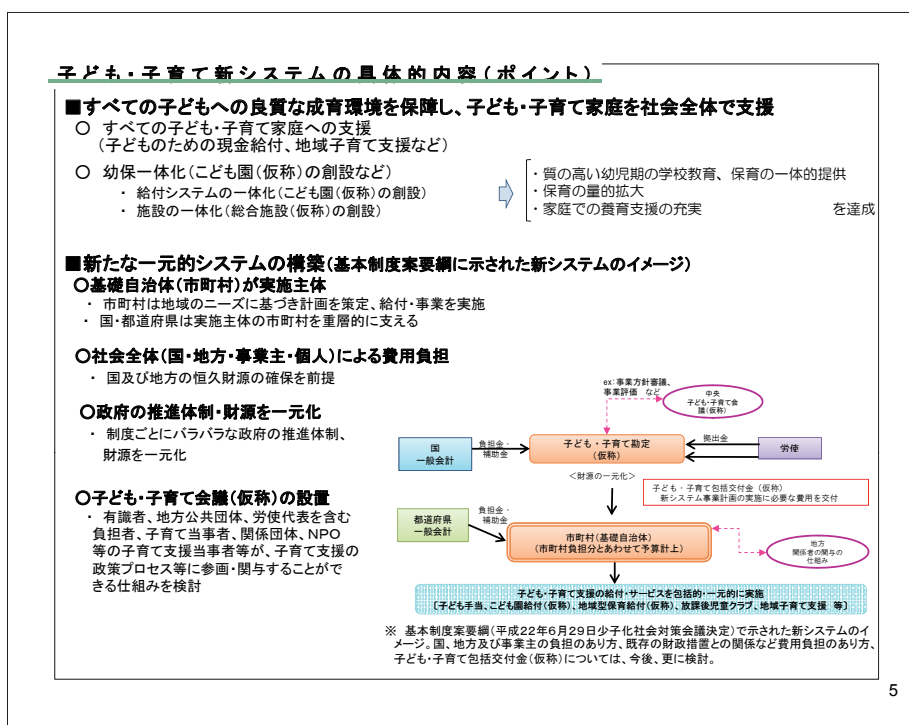 子ども・子育て新システムの具体的内容(ポイント)
■すべての子どもへの良質な成育環境を保障し、子ども・子育て家庭を社会全体で支援
○ すべての子ども・子育て家庭への支援
(子どものための現金給付、地域子育て支援など)
○ 幼保一体化(こども園(仮称)の創設など)
・ 給付システムの一体化(こども園(仮称)の創設)
・ 施設の一体化(総合施設(仮称)の創設)
・質の高い幼児期の学校教育、保育の一体的提供
・保育の量的拡大
・家庭での養育支援の充実 を達成
■新たな一元的システムの構築(基本制度案要綱に示された新システムのイメージ)
○基礎自治体(市町村)が実施主体
・ 市町村は地域のニーズに基づき計画を策定、給付・事業を実施
・ 国・都道府県は実施主体の市町村を重層的に支える
○社会全体(国・地方・事業主・個人)による費用負担
・ 国及び地方の恒久財源の確保を前提
○政府の推進体制・財源を一元化
・ 制度ごとにバラバラな政府の推進体制、
財源を一元化
○子ども・子育て会議(仮称)の設置
・ 有識者、地方公共団体、労使代表を含む
負担者、子育て当事者、関係団体、NPO
等の子育て支援当事者等が、子育て支援の
政策プロセス等に参画・関与することがで
きる仕組みを検討
ex:事業方針審議、
事業評価 など
中央
子ども・子育て会
議(仮称)
国
一般会計
負担金・
補助金
子ども・子育て勘定
(仮称)
拠出金
労使
<財源の一元化>
子ども・子育て包括交付金(仮称)
新システム事業計画の実施に必要な費用を交付
都道府県
一般会計
負担金・
補助金
市町村(基礎自治体)
(市町村負担分とあわせて予算計上)
地方
関係者の関与の
仕組み
子ども・子育て支援の給付・サービスを包括的・一元的に実施
〔子ども手当、こども園給付(仮称)、地域型保育給付(仮称)、放課後児童クラブ、地域子育て支援 等〕
※ 基本制度案要綱(平成22年6月29日少子化社会対策会議決定)で示された新システムのイ
メージ。国、地方及び事業主の負担のあり方、既存の財政措置との関係など費用負担のあり方、
子ども・子育て包括交付金(仮称)については、今後、更に検討。
5